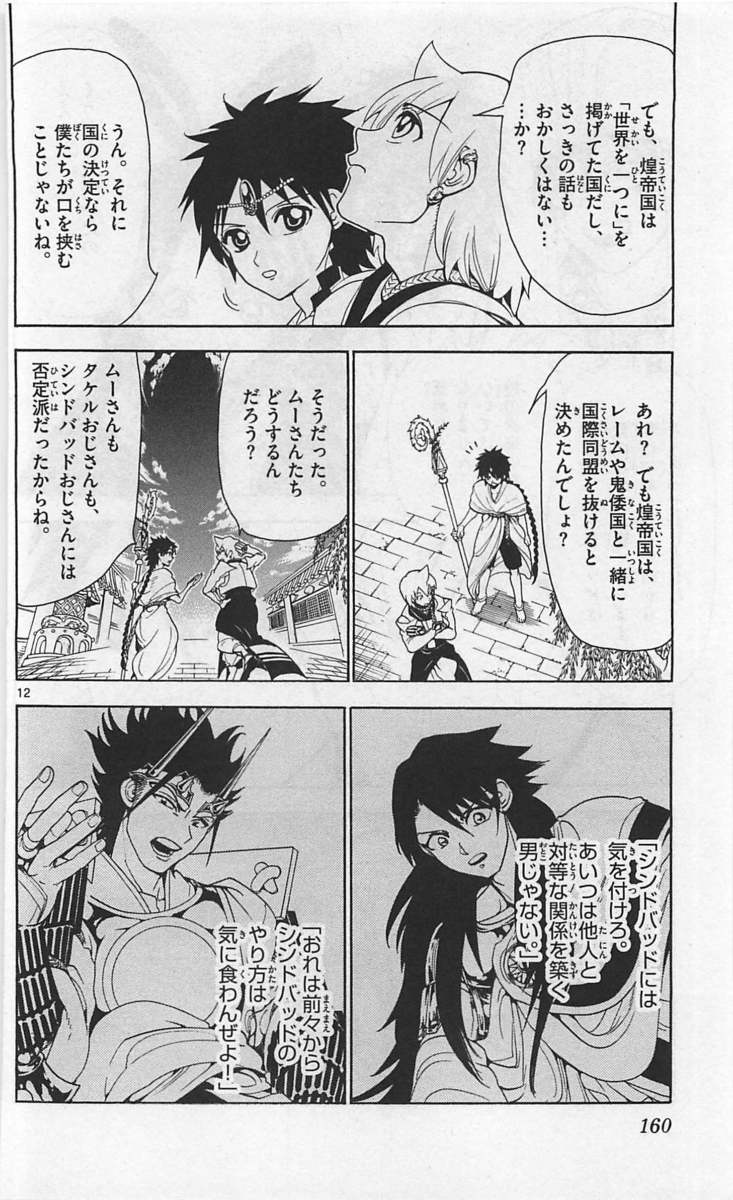 でも、煌帝国は
「世界を一つに」を
掲げてた国だし、
さっきの話も
おかしくはない…
…か？
うん。それに
国の決定なら
僕たちが口を挟む
ことじゃないね。
あれ？でも煌帝国は、
レームや鬼倭国と一緒に
国際同盟を抜けると
決めたんでしょ？
そうだった。
ムーさんたち
どうするん
だろう？
ムーさんも
タケルおじさんも、
シンドバッドおじさんには
否定派だったからね。
12
「シンドバッドには
気を付けろ。
あいつは他人と
対等な関係を築く
男じゃない。」
「おれは前々から
シンドバッドの
やり方は
気に食わんぜよ！」
160